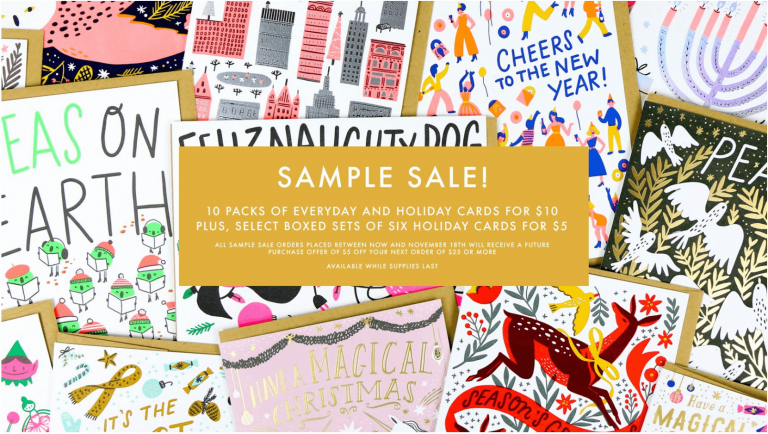 CHEERS
TO THE NEW
YEAR!
EAS ON
EARTH
FELIZ NAUGHTY DOG
PEA
SAMPLE SALE!
10 PACKS OF EVERYDAY AND HOLIDAY CARDS FOR $10
PLUS, SELECT BOXED SETS OF SIX HOLIDAY CARDS FOR $5
ALL SAMPLE SALE ORDERS PLACED BETWEEN NOW AND NOVEMBER 18TH WILL RECEIVE A FUTURE
PURCHASE OFFER OF $5 OFF YOUR NEXT ORDER OF $25 OR MORE
AVAILABLE WHILE SUPPLIES LAST
HAVE A MAGICAL
CHRISTMAS
IT'S THE
SEASON'S
Have a
MAGICAL